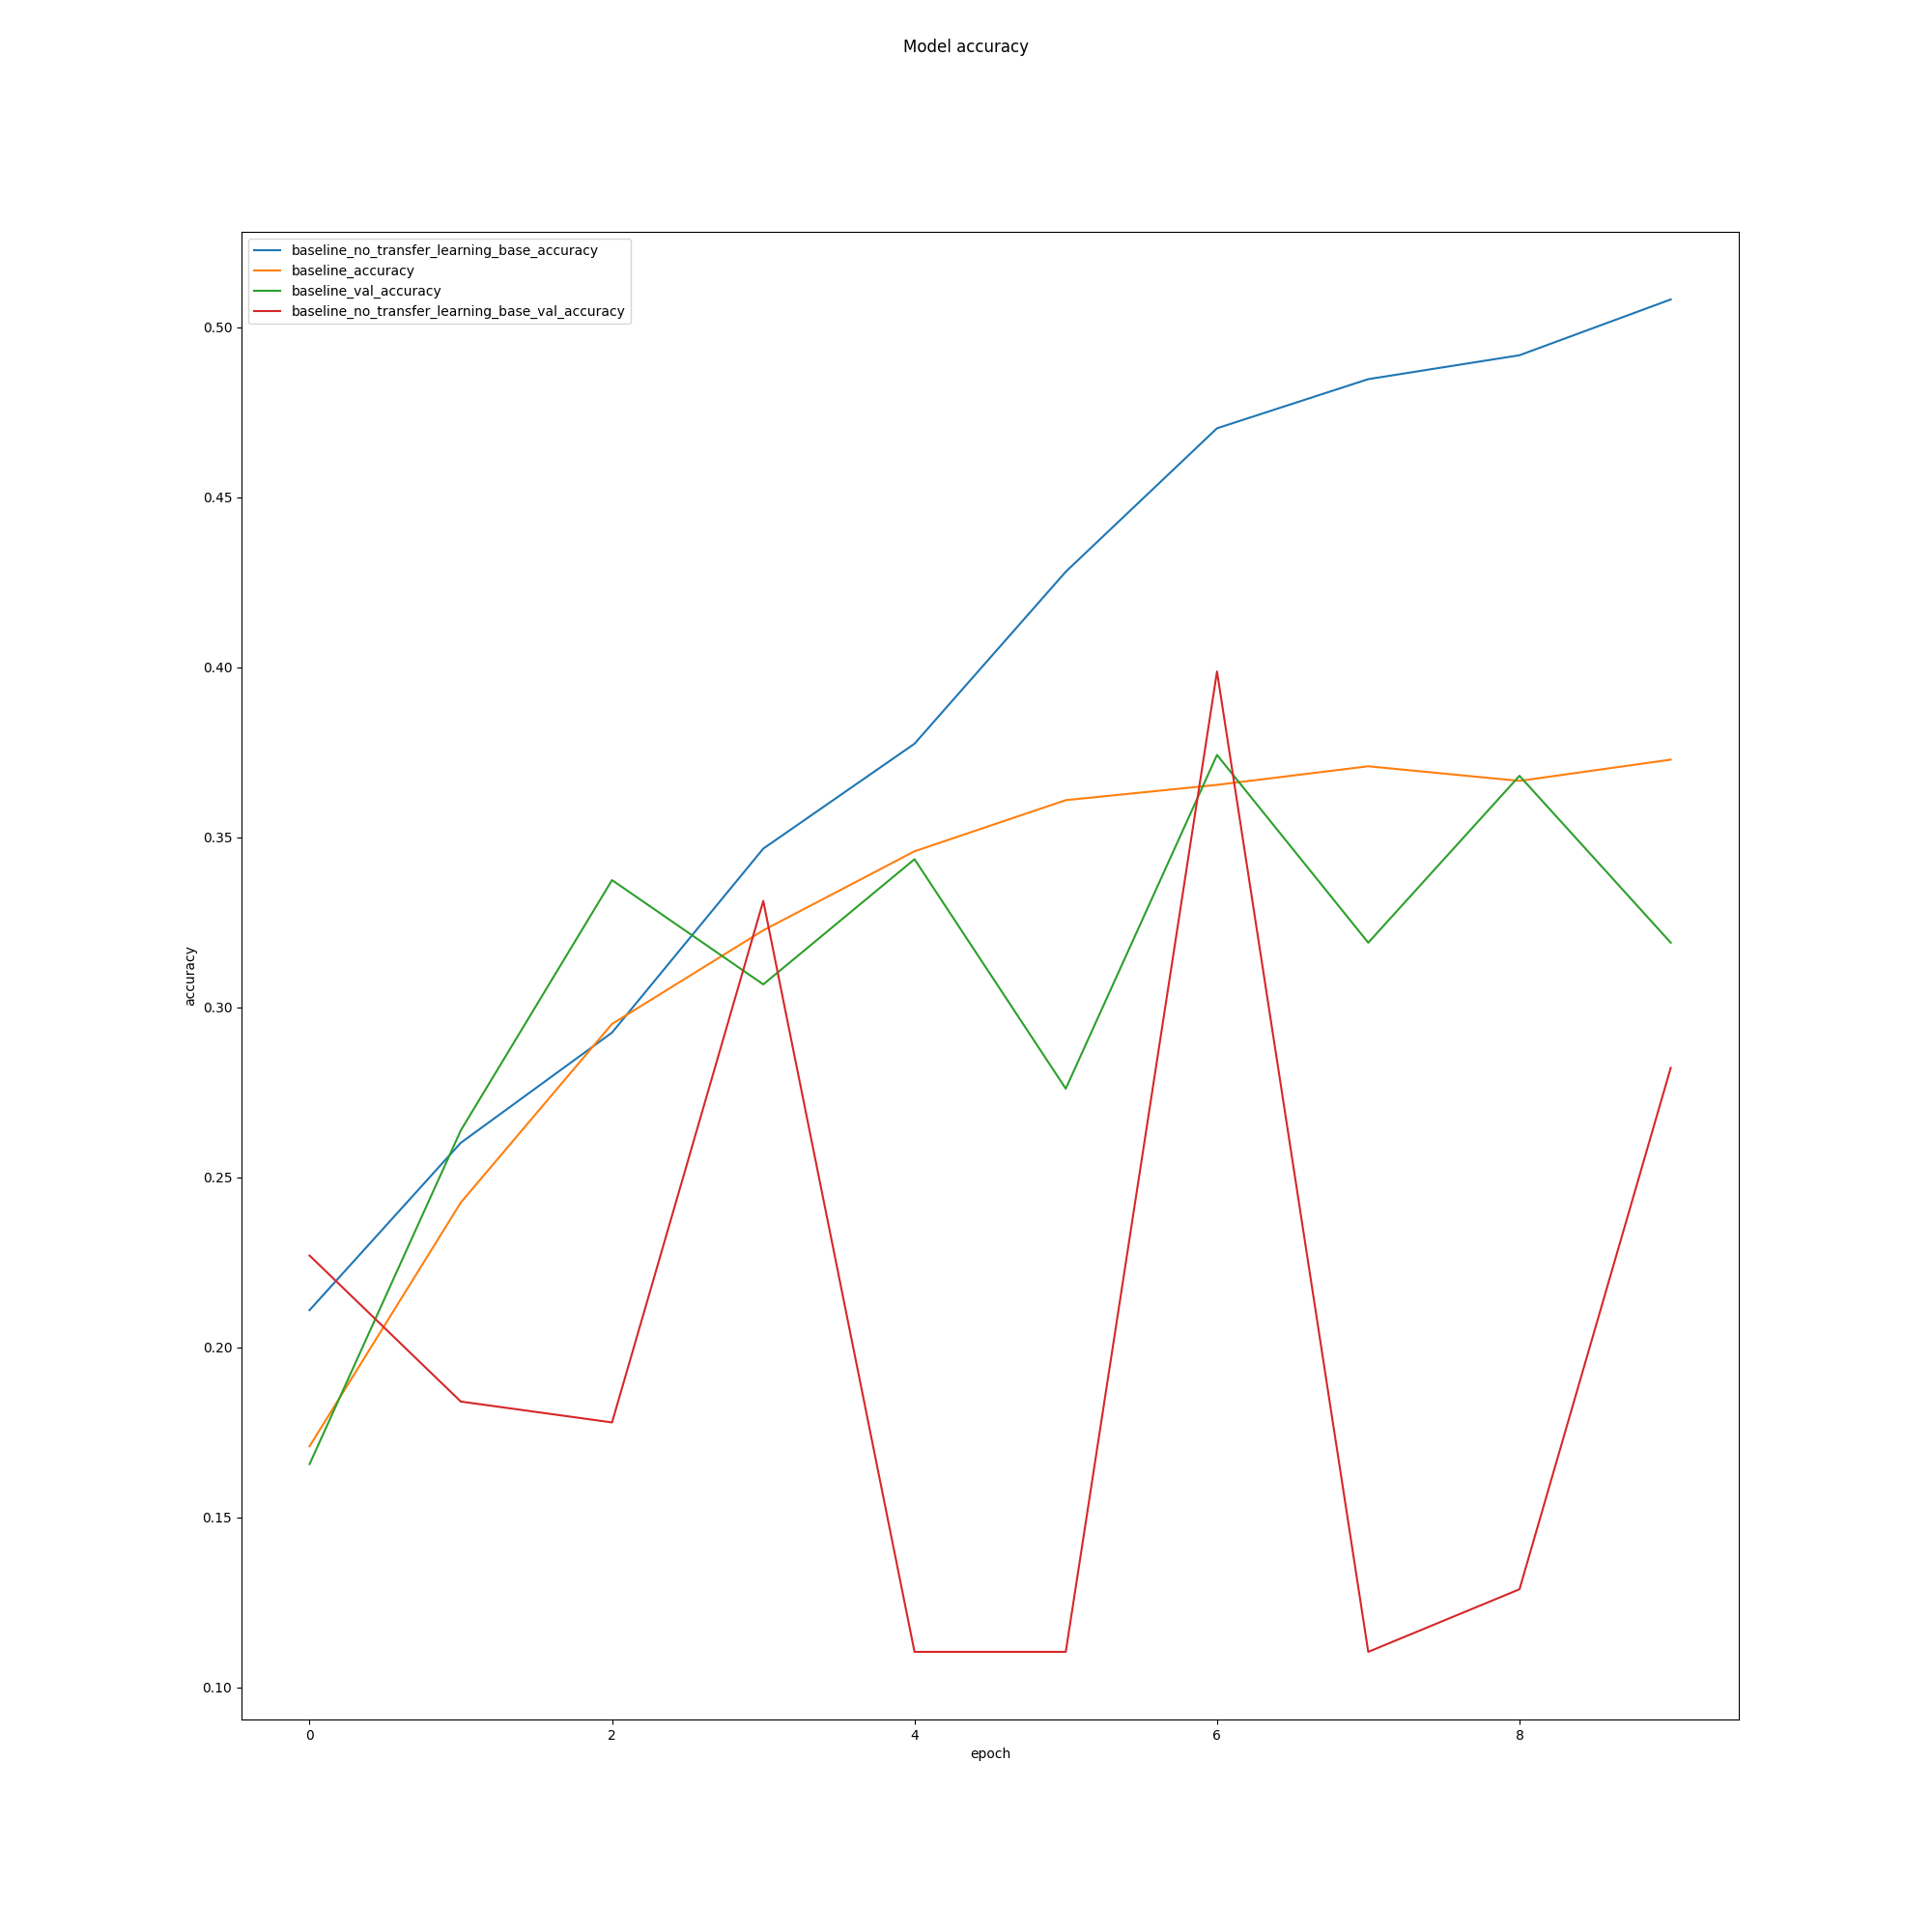 Model accuracy
baseline_no_transfer_learning_base_accuracy
baseline_accuracy
baseline_val_accuracy
baseline_no_transfer_learning_base_val_accuracy
0.50
0.45
0.40
0.35
0.30
0.25
0.20
0.15
0.10
accuracy
0 2 4 6 8
epoch